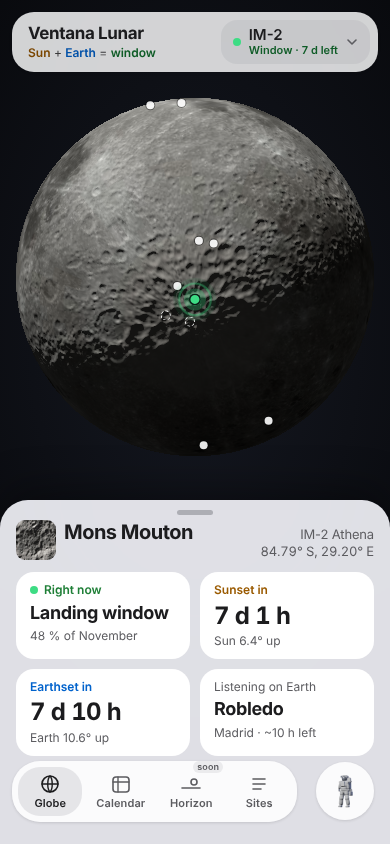 Ventana Lunar
Sun + Earth = window
IM-2
Window · 7 d left
Mons Mouton
IM-2 Athena
84.79° S, 29.20° E
Right now
Landing window
48 % of November
Sunset in
7 d 1 h
Sun 6.4° up
Earthset in
7 d 10 h
Earth 10.6° up
Listening on Earth
Robledo
Madrid · ~10 h left
soon
Globe
Calendar
Horizon
Sites